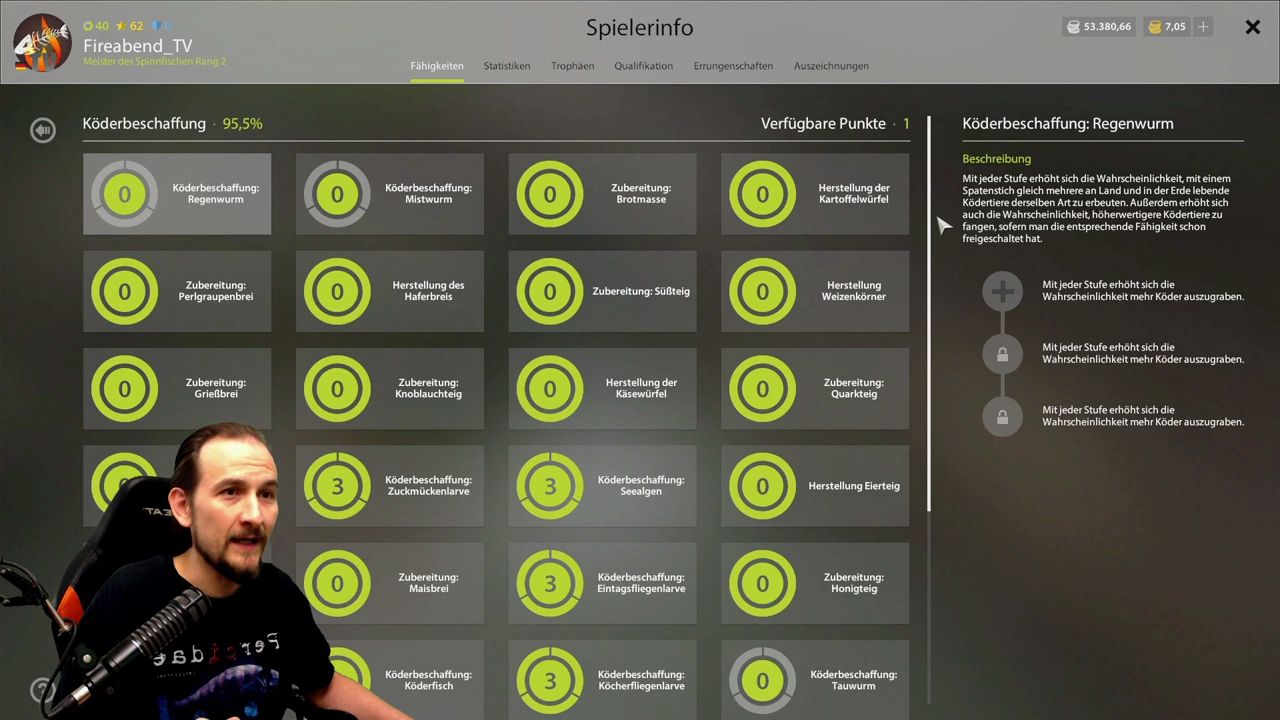 40 62 0
Fireabend_TV
Meister des Spinnfischen Rang 2
Spielerinfo
53.380,66 7,05
Fähigkeiten Statistiken Trophäen Qualifikation Errungenschaften Auszeichnungen
Köderbeschaffung · 95,5%
Verfügbare Punkte · 1
0 Köderbeschaffung:
Regenwurm
0 Köderbeschaffung:
Mistwurm
0 Zubereitung:
Brotmasse
0 Herstellung der
Kartoffelwürfel
0 Zubereitung:
Perlgraupenbrei
0 Herstellung des
Haferbreis
0 Zubereitung: Süßteig
0 Herstellung
Weizenkörner
0 Zubereitung:
Grießbrei
0 Zubereitung:
Knoblauchteig
0 Herstellung der
Käsewürfel
0 Zubereitung:
Quarkteig
3 Köderbeschaffung:
Zuckmückenlarve
3 Köderbeschaffung:
Seealgen
0 Herstellung Eierteig
0 Zubereitung:
Maisbrei
3 Köderbeschaffung:
Eintagsfliegenlarve
0 Zubereitung:
Honigteig
Köderbeschaffung:
Köderfisch
3 Köderbeschaffung:
Köcherfliegenlarve
0 Köderbeschaffung:
Tauwurm
Köderbeschaffung: Regenwurm
Beschreibung
Mit jeder Stufe erhöht sich die Wahrscheinlichkeit, mit einem
Spatenstich gleich mehrere an Land und in der Erde lebende
Ködertiere derselben Art zu erbeuten. Außerdem erhöht sich
auch die Wahrscheinlichkeit, höherwertigere Ködertiere zu
fangen, sofern man die entsprechende Fähigkeit schon
freigeschaltet hat.
Mit jeder Stufe erhöht sich die
Wahrscheinlichkeit mehr Köder auszugraben.
Mit jeder Stufe erhöht sich die
Wahrscheinlichkeit mehr Köder auszugraben.
Mit jeder Stufe erhöht sich die
Wahrscheinlichkeit mehr Köder auszugraben.